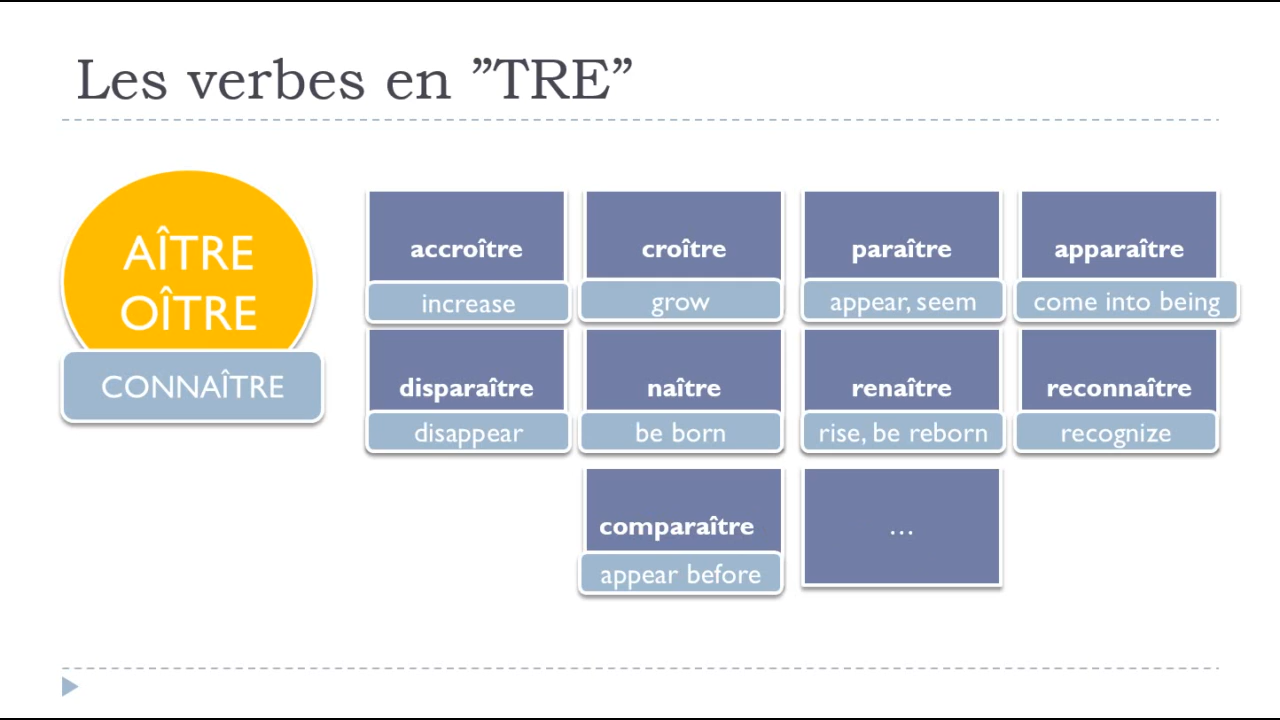 Les verbes en ”TRE”
AÎTRE
OÎTRE
CONNAÎTRE
accroître
increase
croître
grow
paraître
appear, seem
apparaître
come into being
disparaître
disappear
naître
be born
renaître
rise, be reborn
reconnaître
recognize
comparaître
appear before
…